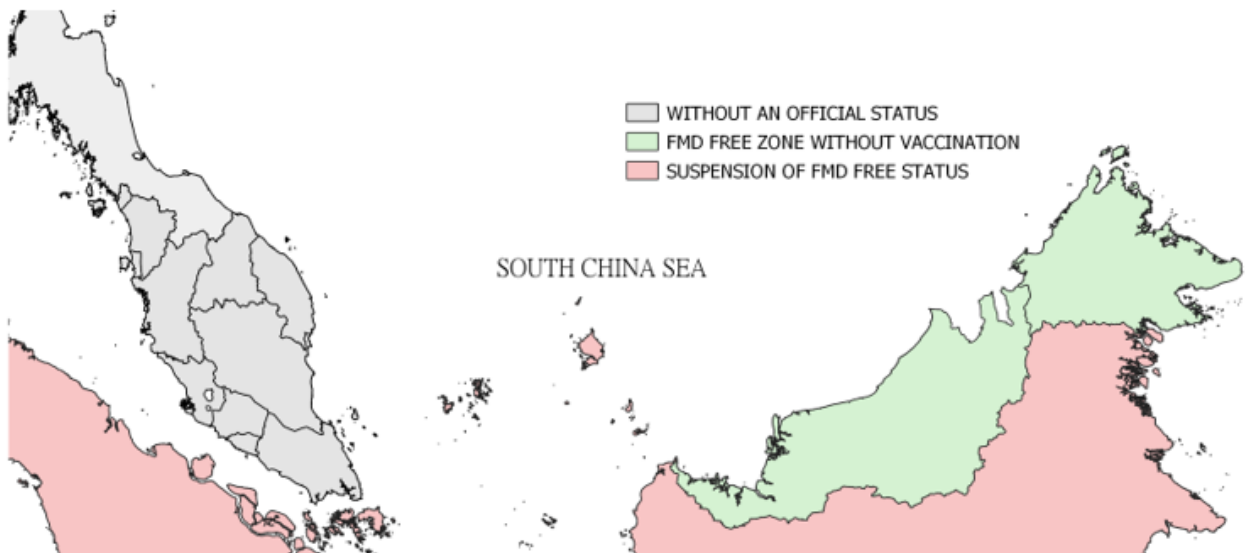 WITHOUT AN OFFICIAL STATUS
FMD FREE ZONE WITHOUT VACCINATION
SUSPENSION OF FMD FREE STATUS
SOUTH CHINA SEA